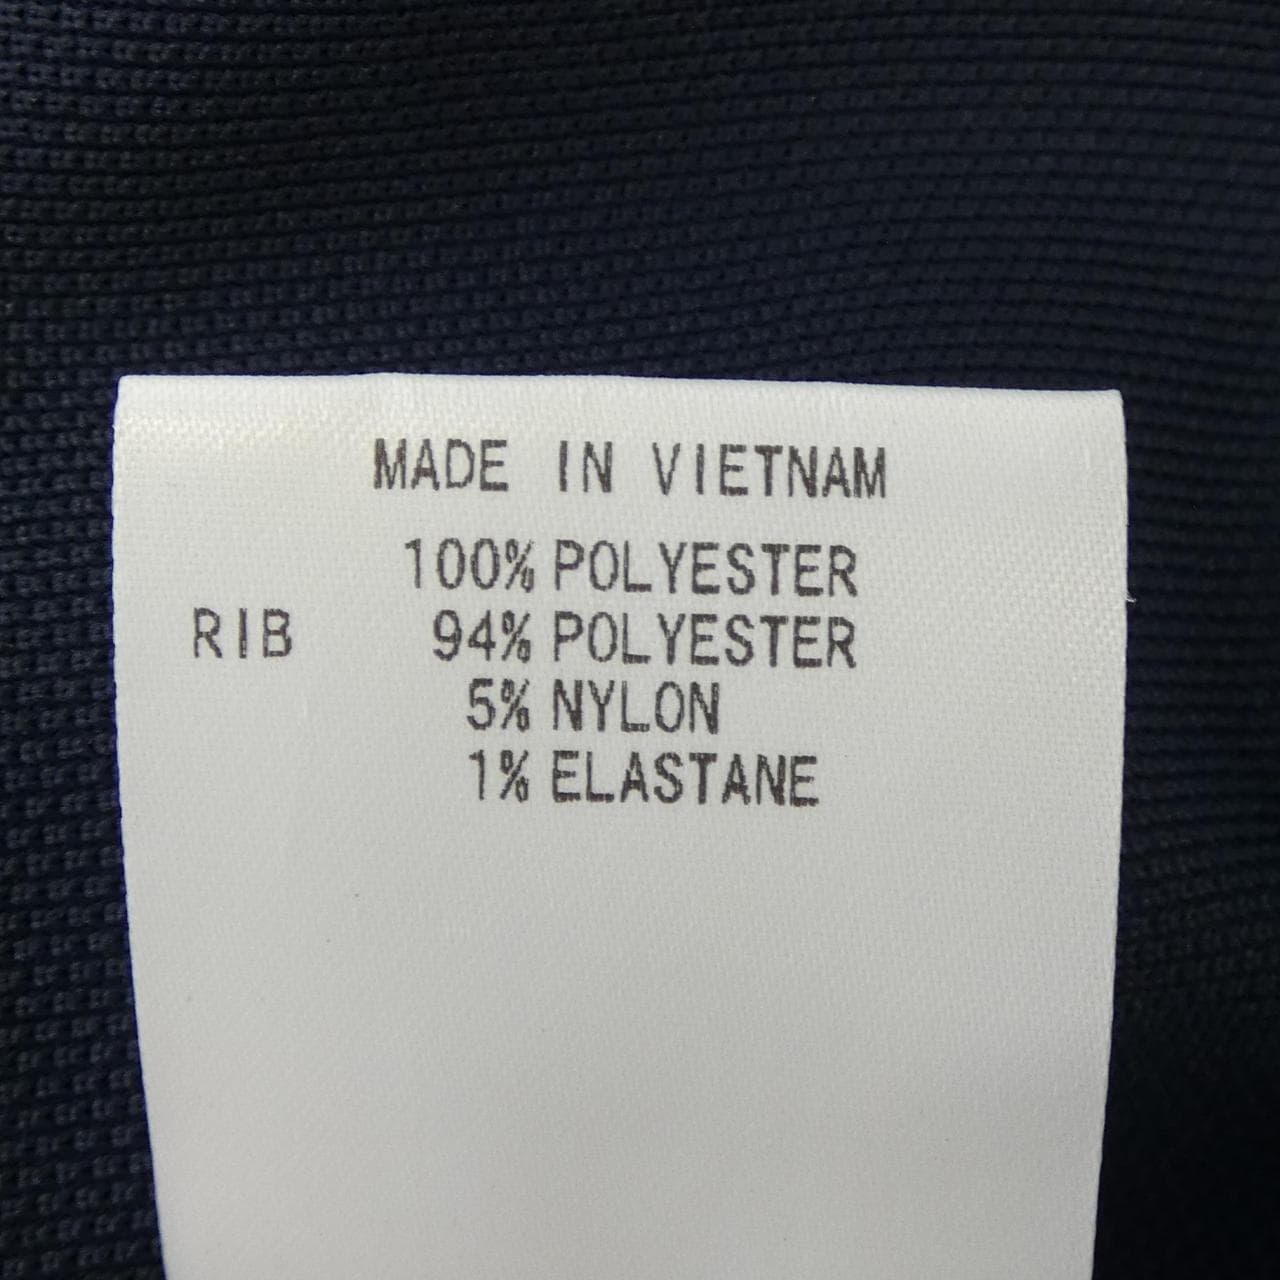 MADE IN VIETNAM
100% POLYESTER
RIB 94% POLYESTER
5% NYLON
1% ELASTANE